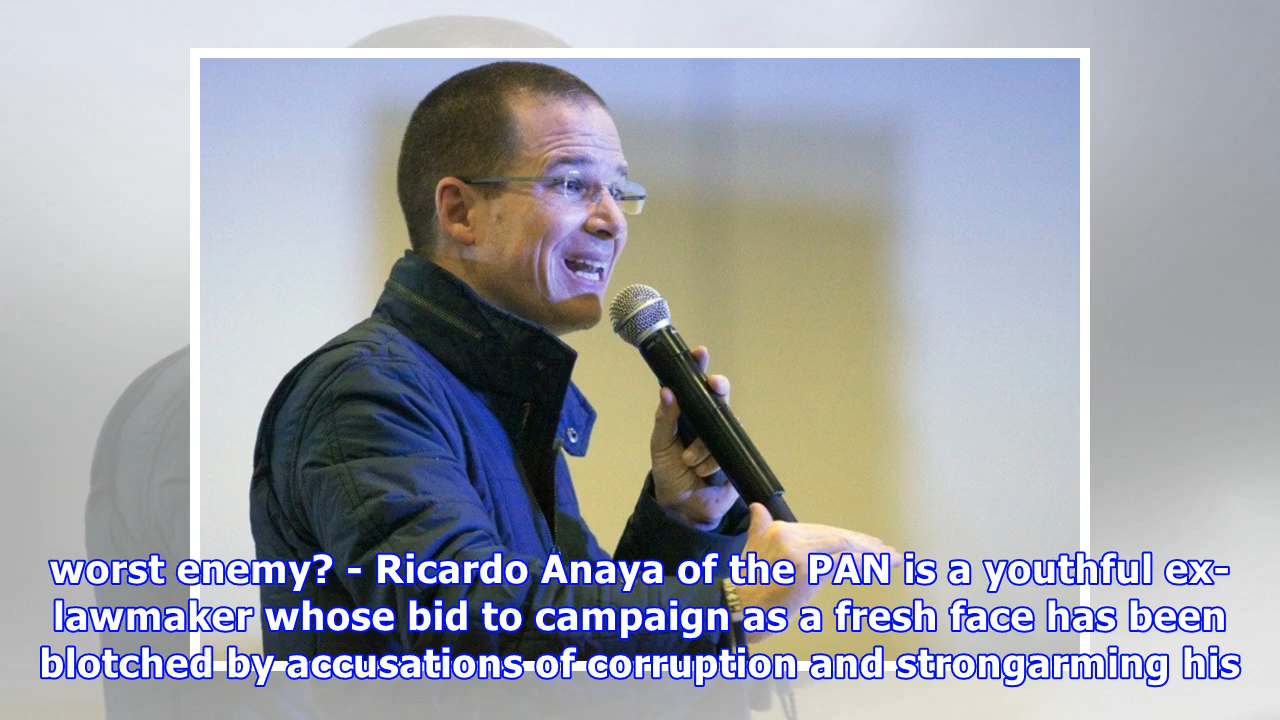 worst enemy? - Ricardo Anaya of the PAN is a youthful ex-
lawmaker whose bid to campaign as a fresh face has been
blotched by accusations of corruption and strongarming his